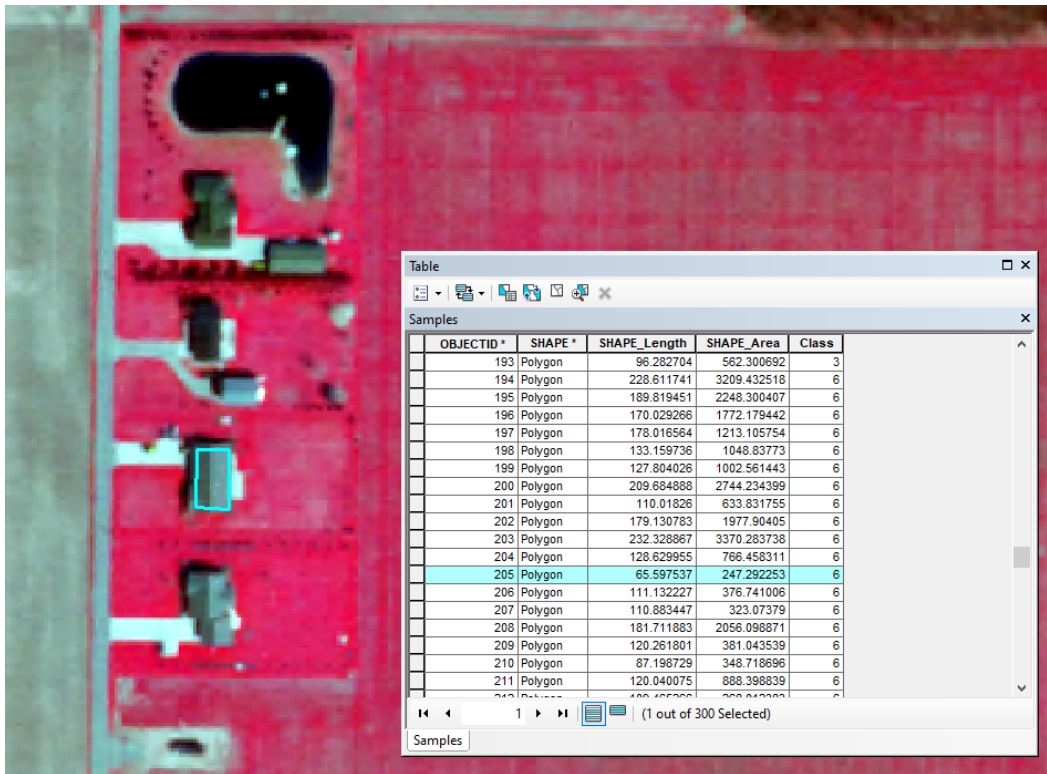 Table
Samples
OBJECTID * SHAPE * SHAPE_Length SHAPE_Area Class
193 Polygon 96.282704 562.300692 3
194 Polygon 228.611741 3209.432518 6
195 Polygon 189.819451 2248.300407 6
196 Polygon 170.029266 1772.179442 6
197 Polygon 178.016564 1213.105754 6
198 Polygon 133.159736 1048.83773 6
199 Polygon 127.804026 1002.561443 6
200 Polygon 209.684888 2744.234399 6
201 Polygon 110.01826 633.831755 6
202 Polygon 179.130783 1977.90405 6
203 Polygon 232.328867 3370.283738 6
204 Polygon 128.629955 766.458311 6
205 Polygon 65.597537 247.292253 6
206 Polygon 111.132227 376.741006 6
207 Polygon 110.883447 323.07379 6
208 Polygon 181.711883 2056.098871 6
209 Polygon 120.261801 381.043539 6
210 Polygon 87.198729 348.718696 6
211 Polygon 120.040075 888.398839 6
1 (1 out of 300 Selected)
Samples